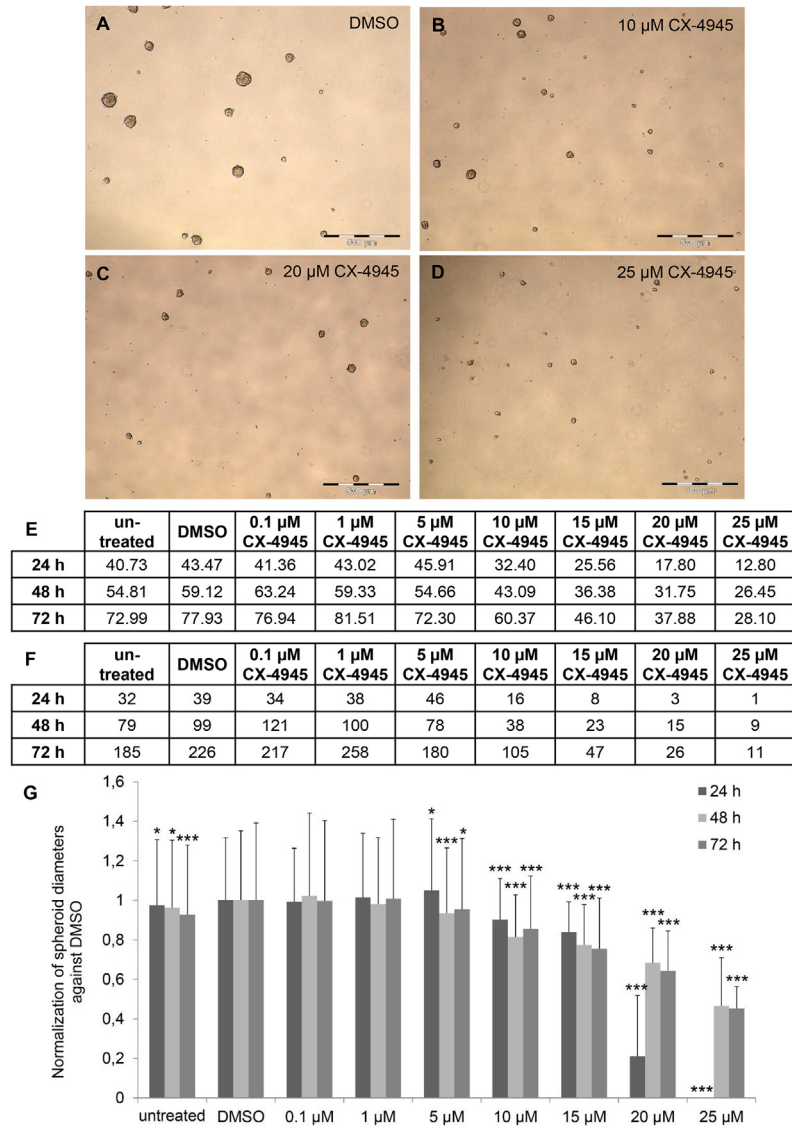 A DMSO
B 10 µM CX-4945
C 20 µM CX-4945
D 25 µM CX-4945
E un-treated DMSO 0.1 µM CX-4945 1 µM CX-4945 5 µM CX-4945 10 µM CX-4945 15 µM CX-4945 20 µM CX-4945 25 µM CX-4945
24 h 40.73 43.47 41.36 43.02 45.91 32.40 25.56 17.80 12.80
48 h 54.81 59.12 63.24 59.33 54.66 43.09 36.38 31.75 26.45
72 h 72.99 77.93 76.94 81.51 72.30 60.37 46.10 37.88 28.10
F un-treated DMSO 0.1 µM CX-4945 1 µM CX-4945 5 µM CX-4945 10 µM CX-4945 15 µM CX-4945 20 µM CX-4945 25 µM CX-4945
24 h 32 39 34 38 46 16 8 3 1
48 h 79 99 121 100 78 38 23 15 9
72 h 185 226 217 258 180 105 47 26 11
G
Normalization of spheroid diameters
against DMSO
1,6
1,4
1,2
1
0,8
0,6
0,4
0,2
0
24 h
48 h
72 h
* * ***
* *** *
*** *** ***
*** *** ***
*** *** ***
*** *** ***
untreated DMSO 0.1 µM 1 µM 5 µM 10 µM 15 µM 20 µM 25 µM